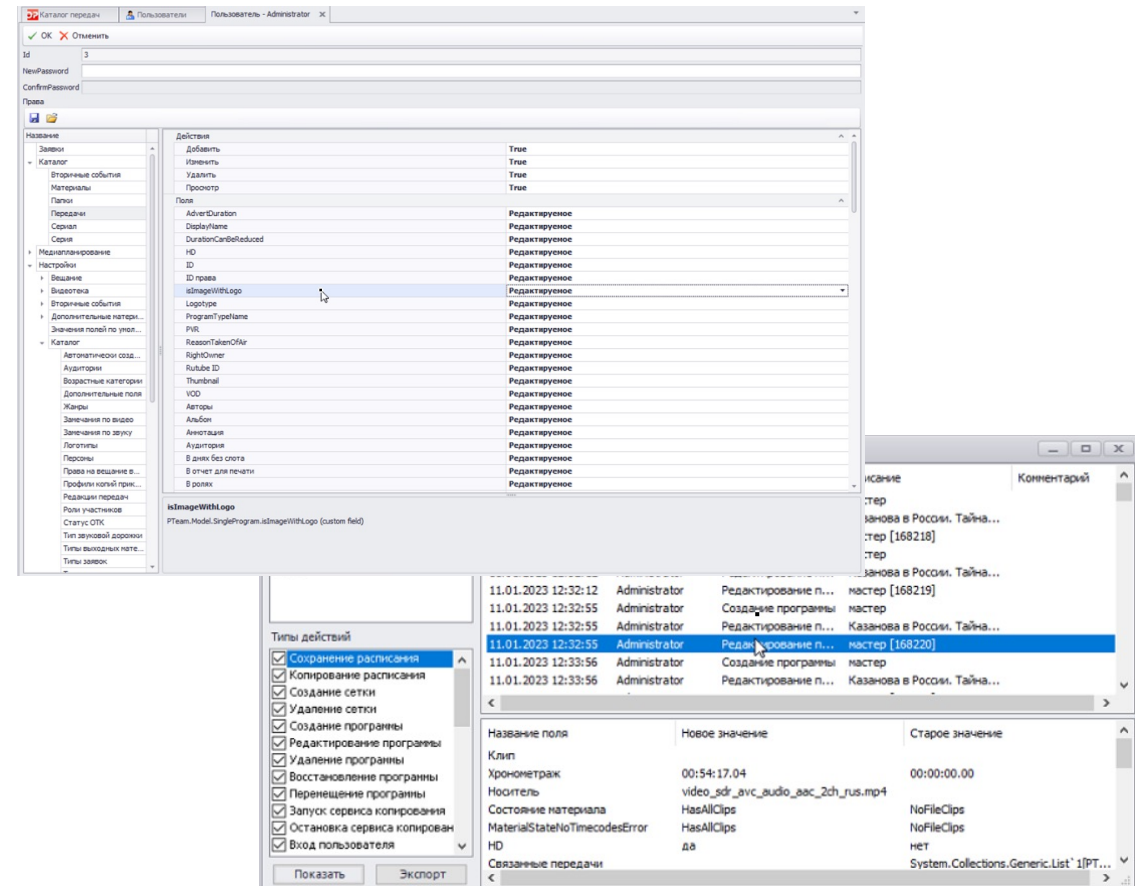 Каталог передач
Пользователи
Пользователь - Administrator
OK Отменить
Id 3
NewPassword
ConfirmPassword
Права
Название
Заявки
Каталог
Вторичные события
Материалы
Папки
Передачи
Сериал
Серия
Медиапланирование
Настройки
Вещание
Видеотека
Вторичные события
Дополнительные матери...
Значения полей по умол...
Каталог
Автоматически созд...
Аудитории
Возрастные категории
Дополнительные поля
Жанры
Замечания по видео
Замечания по звуку
Логотипы
Персоны
Права на вещание в...
Профили копий прик...
Редакции передач
Роли участников
Статус ОТК
Тип звуковой дорожки
Типы выходных мате...
Типы заявок
Действия
Добавить True
Изменить True
Удалить True
Просмотр True
Поля
AdvertDuration Редактируемое
DisplayName Редактируемое
DurationCanBeReduced Редактируемое
HD Редактируемое
ID Редактируемое
ID права Редактируемое
isImageWithLogo Редактируемое
Logotype Редактируемое
ProgramTypeName Редактируемое
PVR Редактируемое
ReasonTakenOfAir Редактируемое
RightOwner Редактируемое
Rutube ID Редактируемое
Thumbnail Редактируемое
VOD Редактируемое
Авторы Редактируемое
Альбом Редактируемое
Аннотация Редактируемое
Аудитория Редактируемое
В днях без слота Редактируемое
В отчет для печати Редактируемое
В ролях Редактируемое
isImageWithLogo
PTeam.Model.SingleProgram.isImageWithLogo (custom field)
исание Комментарий
стер
занова в России. Тайна...
стер [168218]
стер
занова в России. Тайна...
11.01.2023 12:32:12 Administrator Редактирование п... мастер [168219]
11.01.2023 12:32:55 Administrator Создание программы мастер
11.01.2023 12:32:55 Administrator Редактирование п... Казанова в России. Тайна...
11.01.2023 12:32:55 Administrator Редактирование п... мастер [168220]
11.01.2023 12:33:56 Administrator Создание программы мастер
11.01.2023 12:33:56 Administrator Редактирование п... Казанова в России. Тайна...
Типы действий
Сохранение расписания
Копирование расписания
Создание сетки
Удаление сетки
Создание программы
Редактирование программы
Удаление программы
Восстановление программы
Перемещение программы
Запуск сервиса копирования
Остановка сервиса копирован
Вход пользователя
Показать Экспорт
Название поля Новое значение Старое значение
Клип
Хронометраж 00:54:17.04 00:00:00.00
Носитель video_sdr_avc_audio_aac_2ch_rus.mp4
Состояние материала HasAllClips NoFileClips
MaterialStateNoTimecodesError HasAllClips NoFileClips
HD да нет
Связанные передачи System.Collections.Generic.List`1[PT...